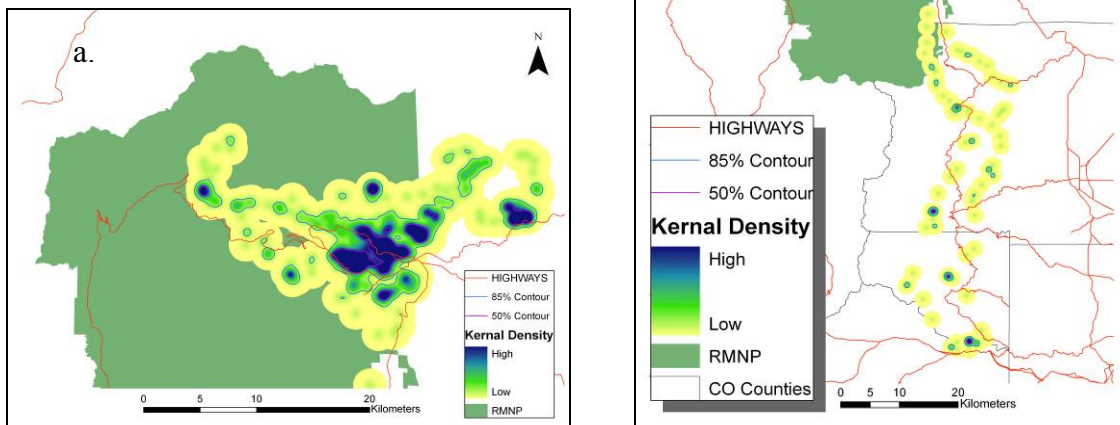 a.
N
HIGHWAYS
85% Contour
50% Contour
Kernal Density
High
Low
RMNP
0 5 10 20
Kilometers
HIGHWAYS
85% Contour
50% Contour
Kernal Density
High
Low
RMNP
CO Counties
0 5 10 20
Kilometers